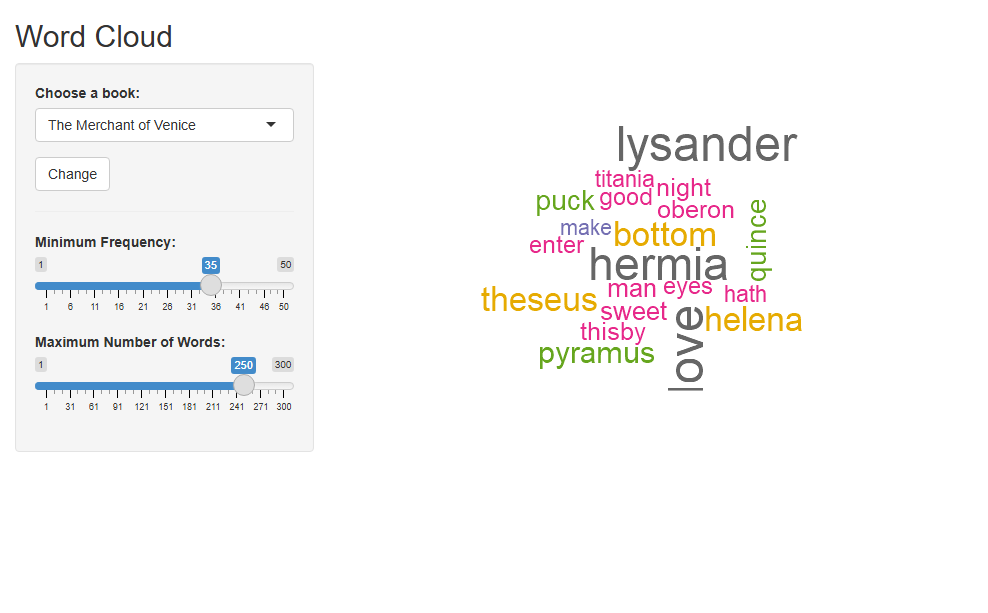 Word Cloud
Choose a book:
The Merchant of Venice
Change
Minimum Frequency:
1 35 50
1 6 11 16 21 26 31 36 41 46 50
Maximum Number of Words:
1 250 300
1 31 61 91 121 151 181 211 241 271 300
lysander
titania
night
puck
good
oberon
quince
make
bottom
enter
hermia
man
eyes
hath
theseus
sweet
helena
thisby
love
pyramus